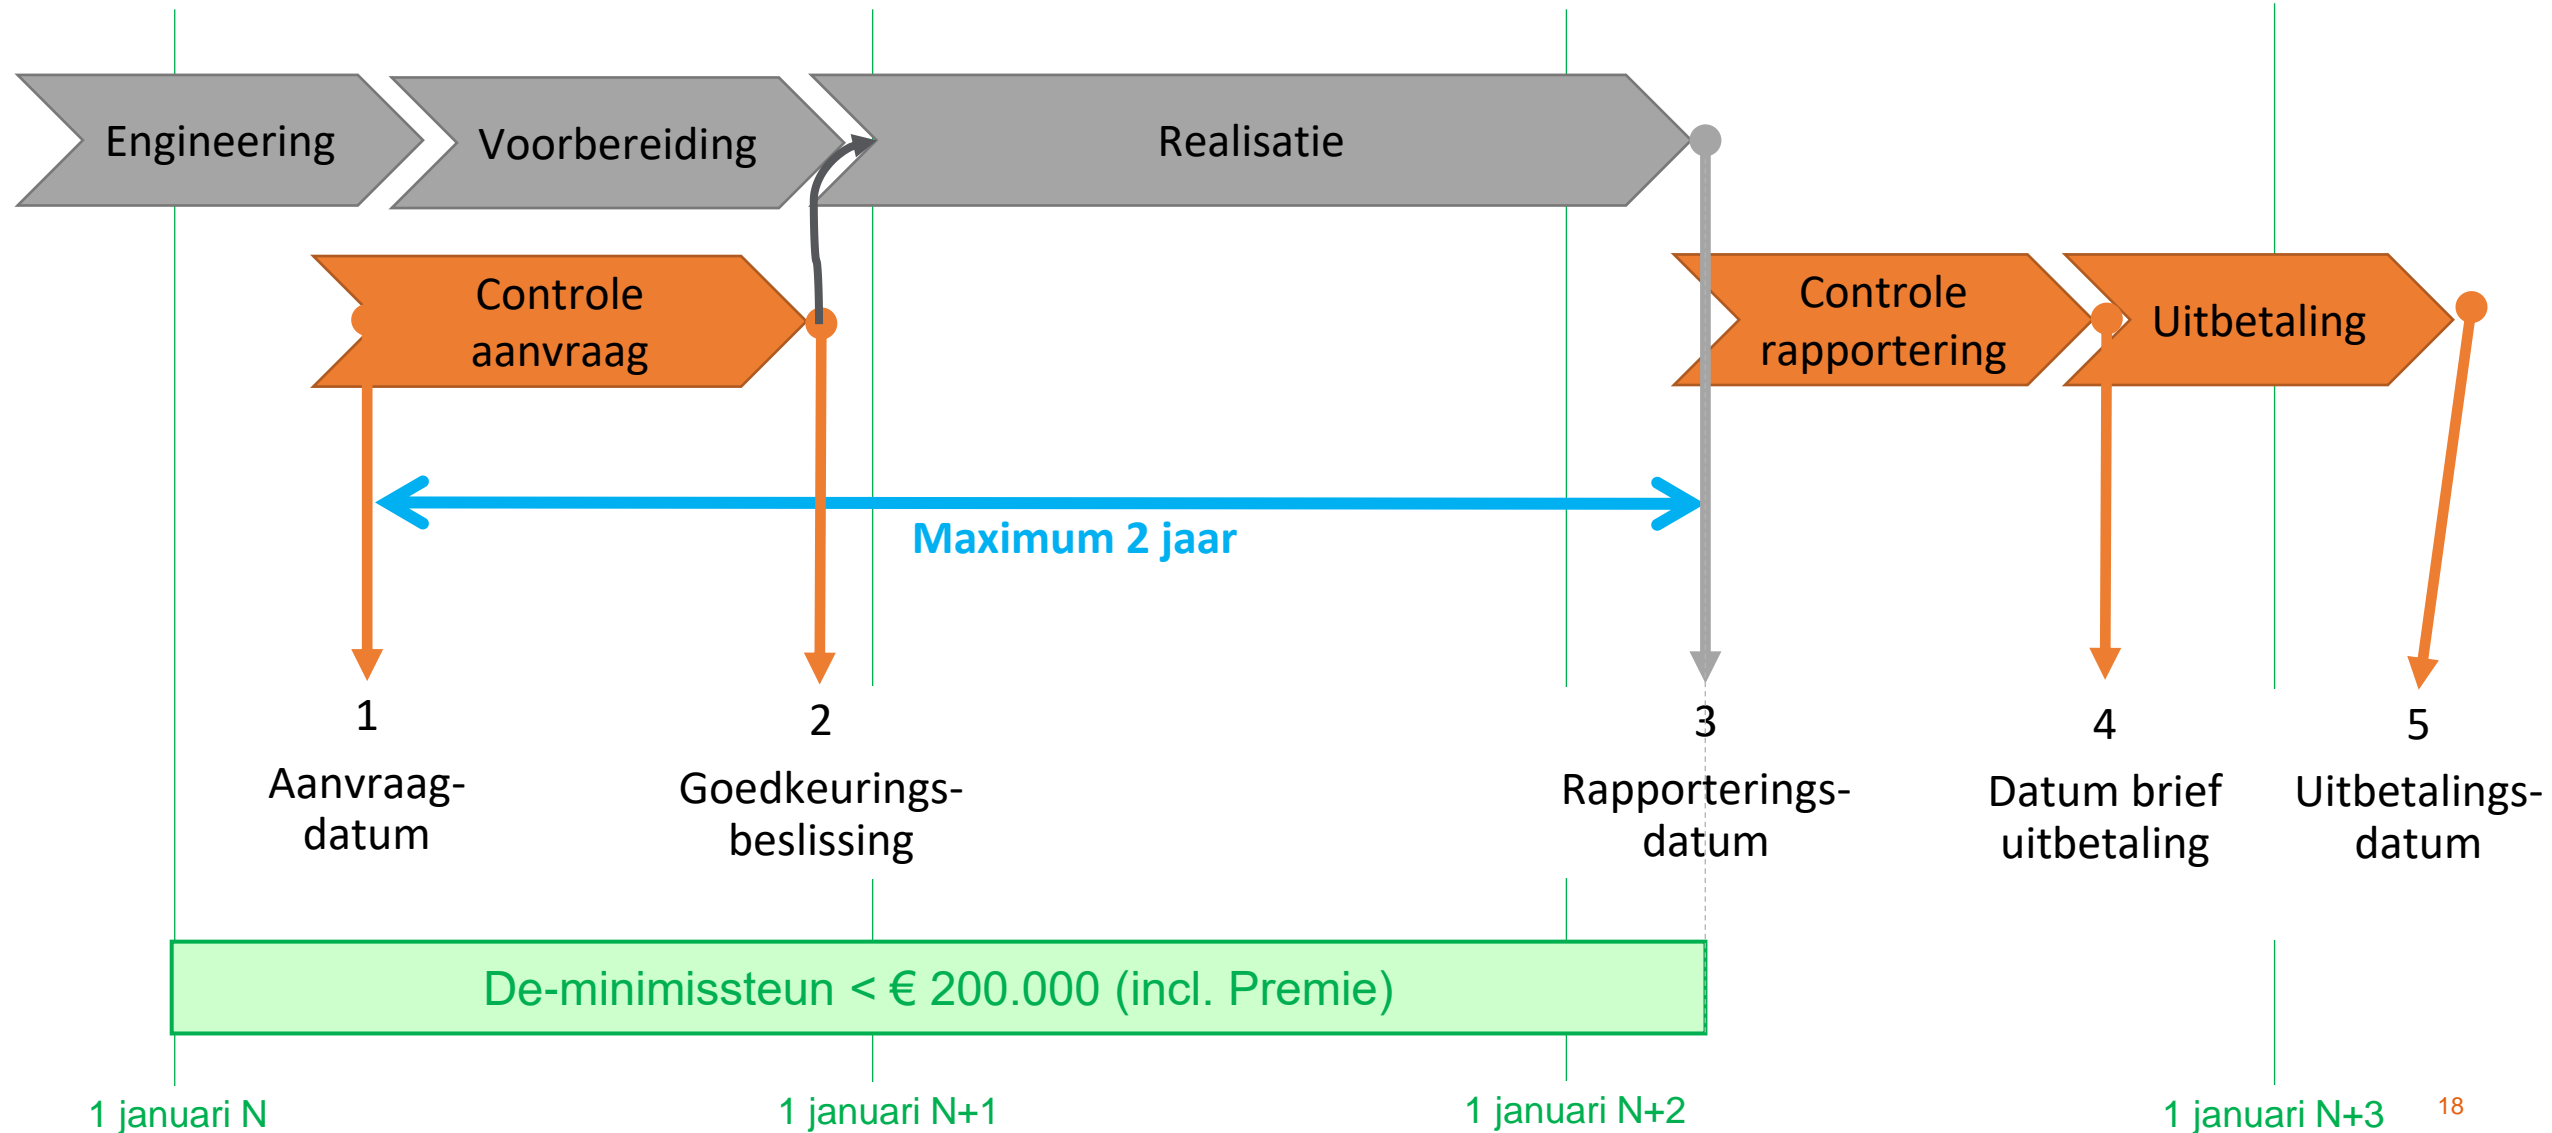 Engineering
Voorbereiding
Realisatie
Controle
aanvraag
Controle
rapportering
Uitbetaling
Maximum 2 jaar
1
Aanvraag-
datum
2
Goedkeurings-
beslissing
3
Rapporterings-
datum
4
Datum brief
uitbetaling
5
Uitbetalings-
datum
De-minimissteun < € 200.000 (incl. Premie)
1 januari N
1 januari N+1
1 januari N+2
1 januari N+3
18